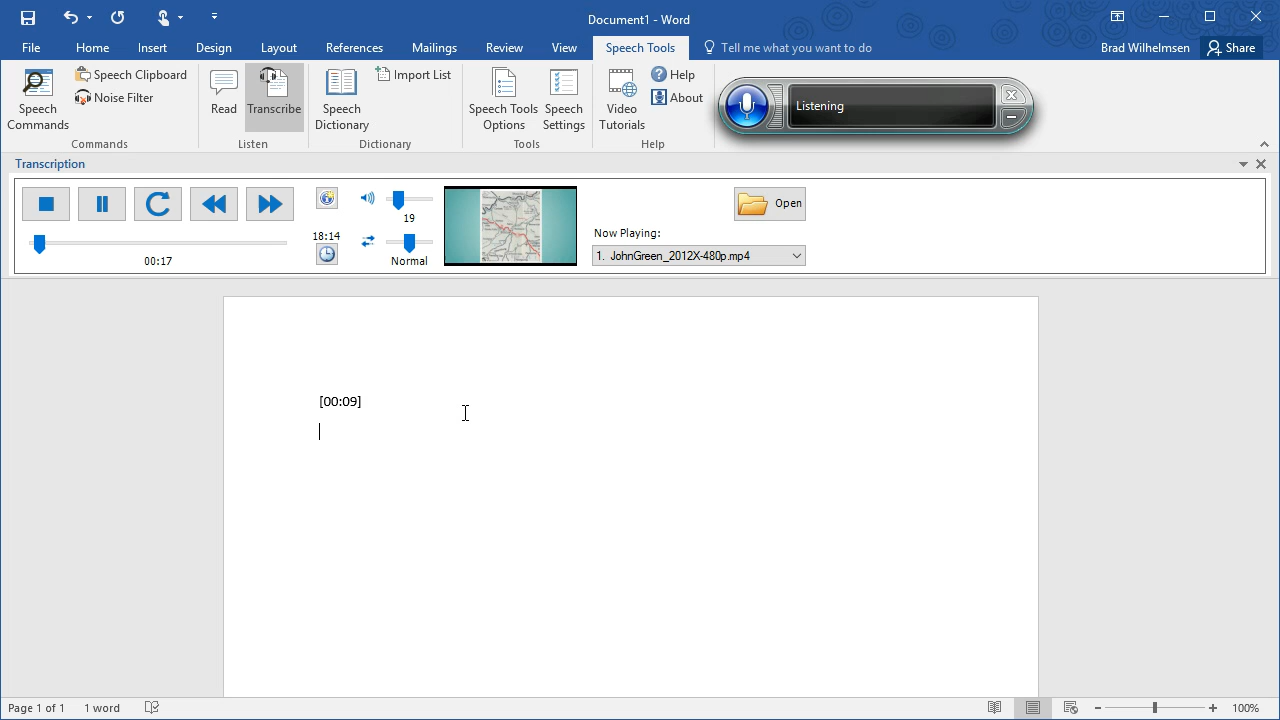 Document1 - Word
File
Home
Insert
Design
Layout
References
Mailings
Review
View
Speech Tools
Tell me what you want to do
Brad Wilhelmsen
Share
Speech Commands
Speech Clipboard
Noise Filter
Commands
Read
Transcribe
Listen
Speech Dictionary
Import List
Dictionary
Speech Tools Options
Speech Settings
Tools
Video Tutorials
Help
About
Help
Listening
Transcription
00:17
18:14
19
Normal
Open
Now Playing:
1. JohnGreen_2012X-480p.mp4
[00:09]
Page 1 of 1
1 word
100%